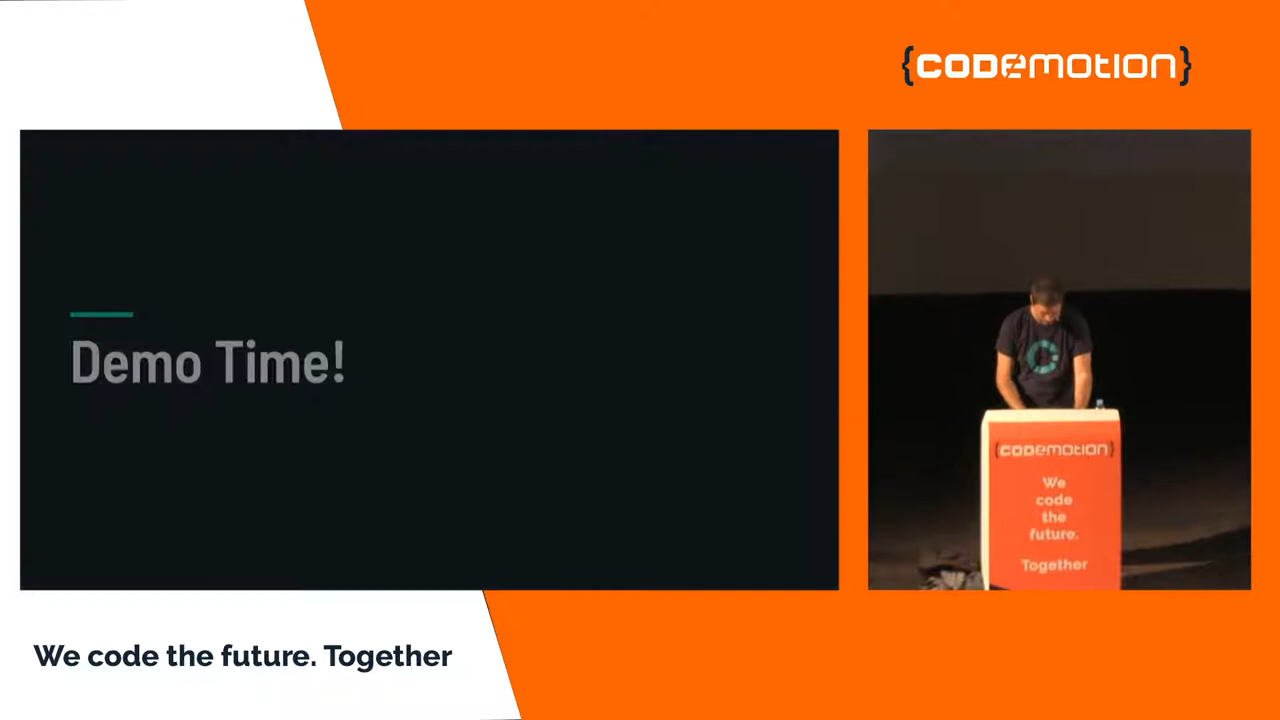 {CODEMOTION}
Demo Time!
{CODEMOTION}
We
code
the
future.
Together
We code the future. Together